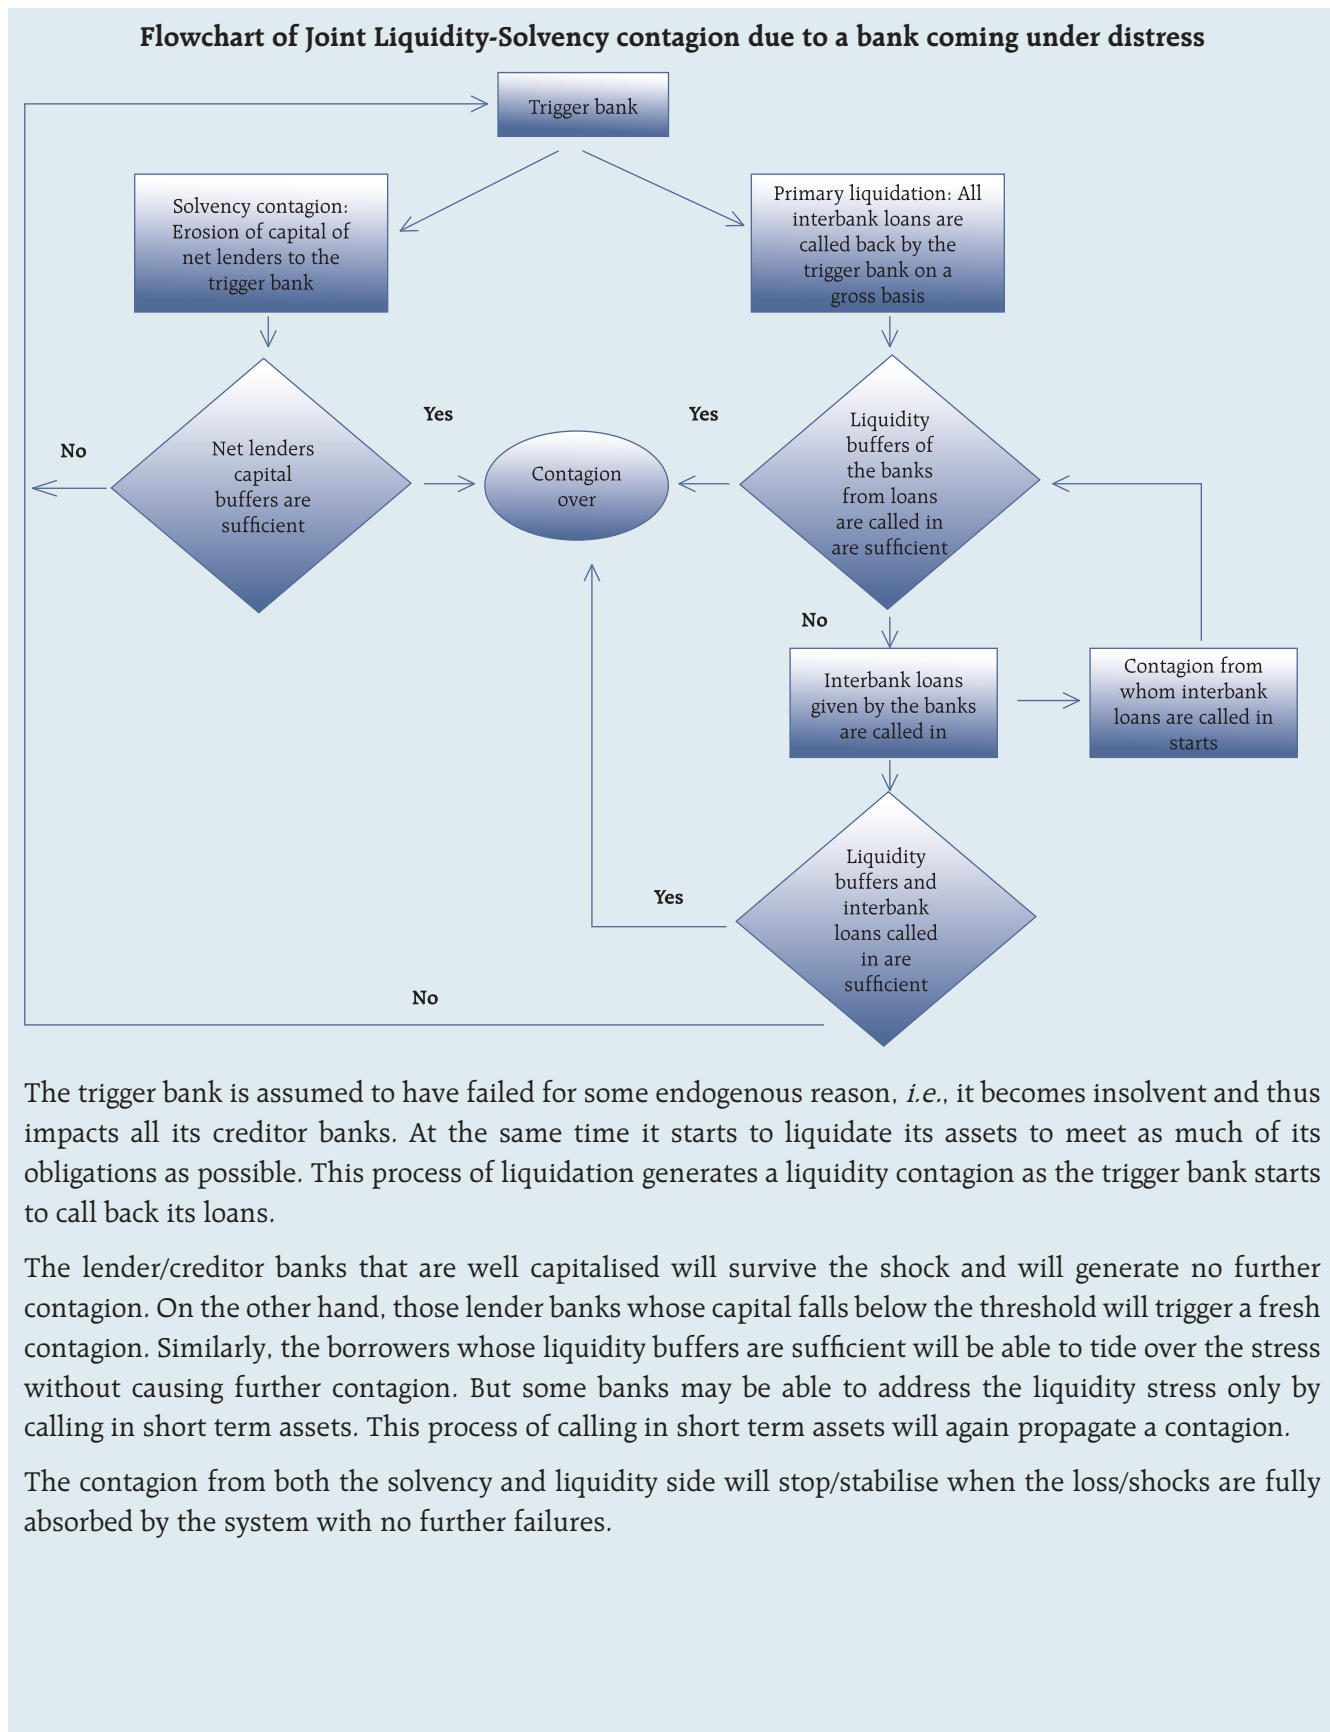 Flowchart of Joint Liquidity-Solvency contagion due to a bank coming under distress
Trigger bank
Solvency contagion:
Erosion of capital of
net lenders to the
trigger bank
Primary liquidation: All
interbank loans are
called back by the
trigger bank on a
gross basis
No
Net lenders
capital
buffers are
sufficient
Yes
Contagion
over
Yes
Liquidity
buffers of
the banks
from loans
are called in
are sufficient
No
Interbank loans
given by the banks
are called in
Contagion from
whom interbank
loans are called in
starts
Yes
Liquidity
buffers and
interbank
loans called
in are
sufficient
No
The trigger bank is assumed to have failed for some endogenous reason, i.e., it becomes insolvent and thus
impacts all its creditor banks. At the same time it starts to liquidate its assets to meet as much of its
obligations as possible. This process of liquidation generates a liquidity contagion as the trigger bank starts
to call back its loans.
The lender/creditor banks that are well capitalised will survive the shock and will generate no further
contagion. On the other hand, those lender banks whose capital falls below the threshold will trigger a fresh
contagion. Similarly, the borrowers whose liquidity buffers are sufficient will be able to tide over the stress
without causing further contagion. But some banks may be able to address the liquidity stress only by
calling in short term assets. This process of calling in short term assets will again propagate a contagion.
The contagion from both the solvency and liquidity side will stop/stabilise when the loss/shocks are fully
absorbed by the system with no further failures.